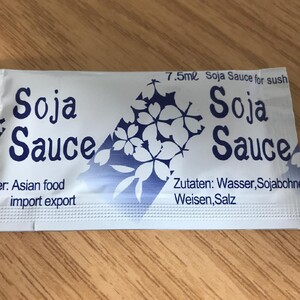 7.5ml Soja Sauce for sush
Soja
Sauce
Soja
Sauce
er: Asian food
import export
Zutaten: Wasser,Sojabohne
Weisen,Salz